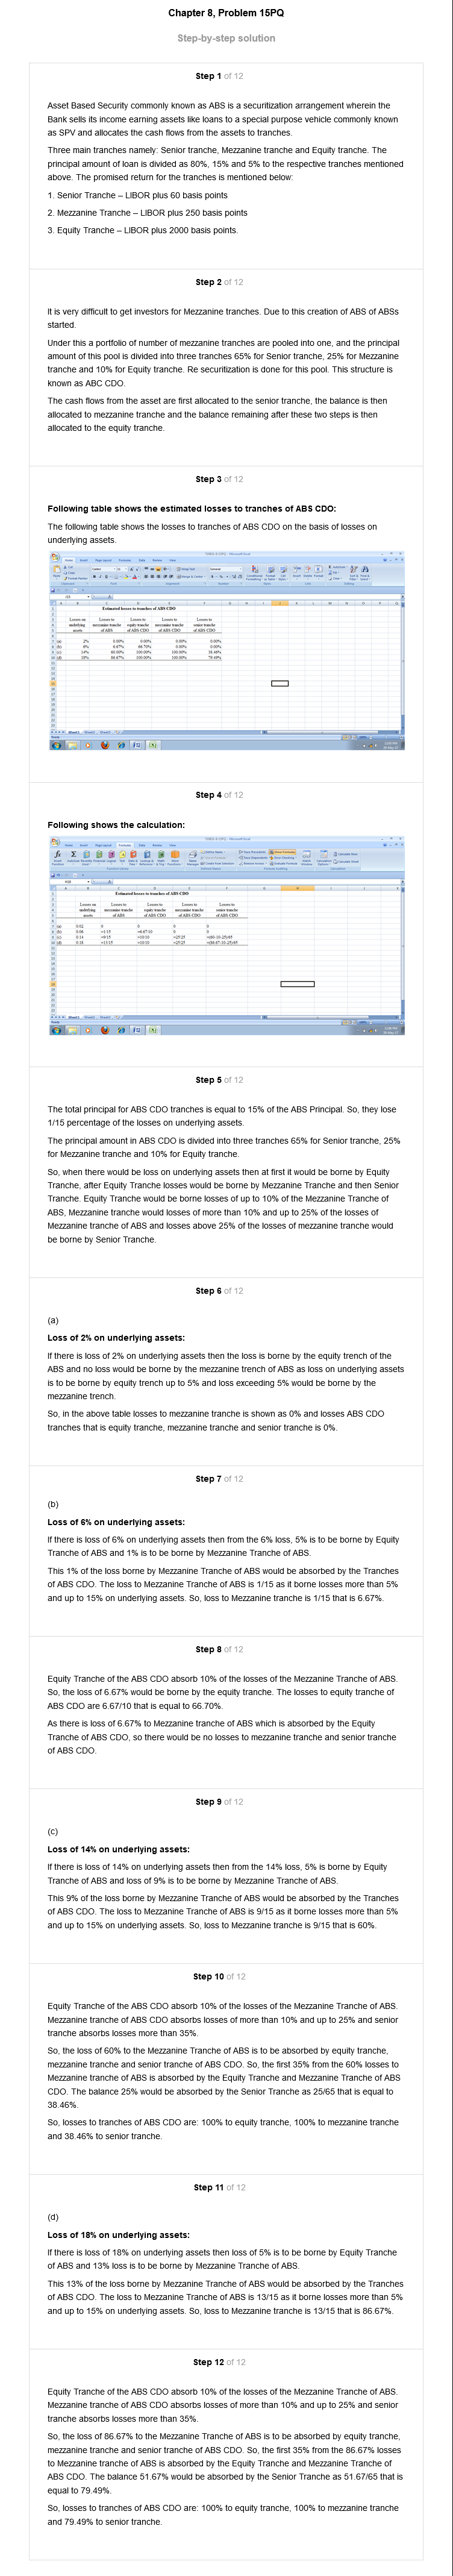 Chapter 8, Problem 15PQ
Step-by-step solution
Step 1 of 12
Asset Based Security commonly known as ABS is a securitization arrangement wherein the
Bank sells its income earning assets like loans to a special purpose vehicle commonly known
as SPV and allocates the cash flows from the assets to tranches.
Three main tranches namely: Senior tranche, Mezzanine tranche and Equity tranche. The
principal amount of loan is divided as 80%, 15% and 5% to the respective tranches mentioned
above. The promised return for the tranches is mentioned below:
1. Senior Tranche – LIBOR plus 60 basis points
2. Mezzanine Tranche – LIBOR plus 250 basis points
3. Equity Tranche – LIBOR plus 2000 basis points.
Step 2 of 12
It is very difficult to get investors for Mezzanine tranches. Due to this creation of ABS of ABSs
started.
Under this a portfolio of number of mezzanine tranches are pooled into one, and the principal
amount of this pool is divided into three tranches 65% for Senior tranche, 25% for Mezzanine
tranche and 10% for Equity tranche. Re securitization is done for this pool. This structure is
known as ABC CDO.
The cash flows from the asset are first allocated to the senior tranche, the balance is then
allocated to mezzanine tranche and the balance remaining after these two steps is then
allocated to the equity tranche.
Step 3 of 12
Following table shows the estimated losses to tranches of ABS CDO:
The following table shows the losses to tranches of ABS CDO on the basis of losses on
underlying assets.
Estimated losses to tranches of ABS CDO
Losses on Losses to Losses to Losses to Losses to
underlying mezzanine tranche equity tranche mezzanine tranche senior tranche
assets of ABS of ABS CDO of ABS CDO of ABS CDO
(a) 2% 0.00% 0.00% 0.00% 0.00%
(b) 6% 6.67% 66.70% 0.00% 0.00%
(c) 14% 60.00% 100.00% 100.00% 38.46%
(d) 18% 86.67% 100.00% 100.00% 79.49%
Step 4 of 12
Following shows the calculation:
Estimated losses to tranches of ABS CDO
Losses on Losses to Losses to Losses to Losses to
underlying mezzanine tranche equity tranche mezzanine tranche senior tranche
assets of ABS of ABS CDO of ABS CDO of ABS CDO
(a) 0.02 0 0 0 0
(b) 0.06 =1/15 =6.67/10 0 0
(c) 0.14 =9/15 =10/10 =25/25 =(60-10-25)/65
(d) 0.18 =13/15 =10/10 =25/25 =(86.67-10-25)/65
Step 5 of 12
The total principal for ABS CDO tranches is equal to 15% of the ABS Principal. So, they lose
1/15 percentage of the losses on underlying assets.
The principal amount in ABS CDO is divided into three tranches 65% for Senior tranche, 25%
for Mezzanine tranche and 10% for Equity tranche.
So, when there would be loss on underlying assets then at first it would be borne by Equity
Tranche, after Equity Tranche losses would be borne by Mezzanine Tranche and then Senior
Tranche. Equity Tranche would be borne losses of up to 10% of the Mezzanine Tranche of
ABS, Mezzanine tranche would losses of more than 10% and up to 25% of the losses of
Mezzanine tranche of ABS and losses above 25% of the losses of mezzanine tranche would
be borne by Senior Tranche.
Step 6 of 12
(a)
Loss of 2% on underlying assets:
If there is loss of 2% on underlying assets then the loss is borne by the equity trench of the
ABS and no loss would be borne by the mezzanine trench of ABS as loss on underlying assets
is to be borne by equity trench up to 5% and loss exceeding 5% would be borne by the
mezzanine trench.
So, in the above table losses to mezzanine tranche is shown as 0% and losses ABS CDO
tranches that is equity tranche, mezzanine tranche and senior tranche is 0%.
Step 7 of 12
(b)
Loss of 6% on underlying assets:
If there is loss of 6% on underlying assets then from the 6% loss, 5% is to be borne by Equity
Tranche of ABS and 1% is to be borne by Mezzanine Tranche of ABS.
This 1% of the loss borne by Mezzanine Tranche of ABS would be absorbed by the Tranches
of ABS CDO. The loss to Mezzanine Tranche of ABS is 1/15 as it borne losses more than 5%
and up to 15% on underlying assets. So, loss to Mezzanine tranche is 1/15 that is 6.67%.
Step 8 of 12
Equity Tranche of the ABS CDO absorb 10% of the losses of the Mezzanine Tranche of ABS.
So, the loss of 6.67% would be borne by the equity tranche. The losses to equity tranche of
ABS CDO are 6.67/10 that is equal to 66.70%.
As there is loss of 6.67% to Mezzanine tranche of ABS which is absorbed by the Equity
Tranche of ABS CDO, so there would be no losses to mezzanine tranche and senior tranche
of ABS CDO.
Step 9 of 12
(c)
Loss of 14% on underlying assets:
If there is loss of 14% on underlying assets then from the 14% loss, 5% is borne by Equity
Tranche of ABS and loss of 9% is to be borne by Mezzanine Tranche of ABS.
This 9% of the loss borne by Mezzanine Tranche of ABS would be absorbed by the Tranches
of ABS CDO. The loss to Mezzanine Tranche of ABS is 9/15 as it borne losses more than 5%
and up to 15% on underlying assets. So, loss to Mezzanine tranche is 9/15 that is 60%.
Step 10 of 12
Equity Tranche of the ABS CDO absorb 10% of the losses of the Mezzanine Tranche of ABS.
Mezzanine tranche of ABS CDO absorbs losses of more than 10% and up to 25% and senior
tranche absorbs losses more than 35%.
So, the loss of 60% to the Mezzanine Tranche of ABS is to be absorbed by equity tranche,
mezzanine tranche and senior tranche of ABS CDO. So, the first 35% from the 60% losses to
Mezzanine tranche of ABS is absorbed by the Equity and Mezzanine Tranche of ABS
CDO. The balance 25% would be absorbed by the Senior Tranche as 25/65 that is equal to
38.46%.
So, losses to tranches of ABS CDO are: 100% to equity tranche, 100% to mezzanine tranche
and 38.46% to senior tranche.
Step 11 of 12
(d)
Loss of 18% on underlying assets:
If there is loss of 18% on underlying assets then loss of 5% is to be borne by Equity Tranche
of ABS and 13% loss is to be borne by Mezzanine Tranche of ABS.
This 13% of the loss borne by Mezzanine Tranche of ABS would be absorbed by the Tranches
of ABS CDO. The loss to Mezzanine Tranche of ABS is 13/15 as it borne losses more than 5%
and up to 15% on underlying assets. So, loss to Mezzanine tranche is 13/15 that is 86.67%.
Step 12 of 12
Equity Tranche of the ABS CDO absorb 10% of the losses of the Mezzanine Tranche of ABS.
Mezzanine tranche of ABS CDO absorbs losses of more than 10% and up to 25% and senior
tranche absorbs losses more than 35%.
So, the loss of 86.67% to the Mezzanine Tranche of ABS is to be absorbed by equity tranche,
mezzanine tranche and senior tranche of ABS CDO. So, the first 35% from the 86.67% losses
to Mezzanine tranche of ABS is absorbed by the Equity and Mezzanine Tranche of
ABS CDO. The balance 51.67% would be absorbed by the Senior Tranche as 51.67/65 that is
equal to 79.49%.
So, losses to tranches of ABS CDO are: 100% to equity tranche, 100% to mezzanine tranche
and 79.49% to senior tranche.